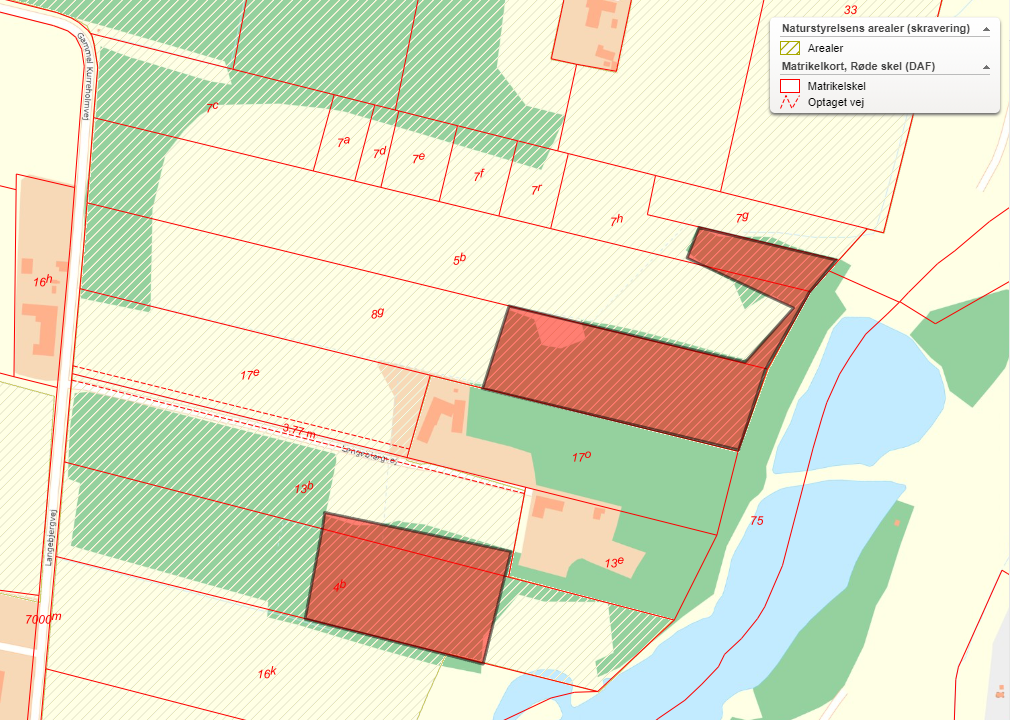 33
Naturstyrelsens arealer (skravering)
Arealer
Matrikelkort, Røde skel (DAF)
Matrikelskel
Optaget vej
Gammel Kurreholmvej
7c
7a
7d
7e
7f
7r
7h
7g
5b
16h
8g
17e
3.77 m
17o
13b
75
Langebjergvej
13e
4b
7000m
16k